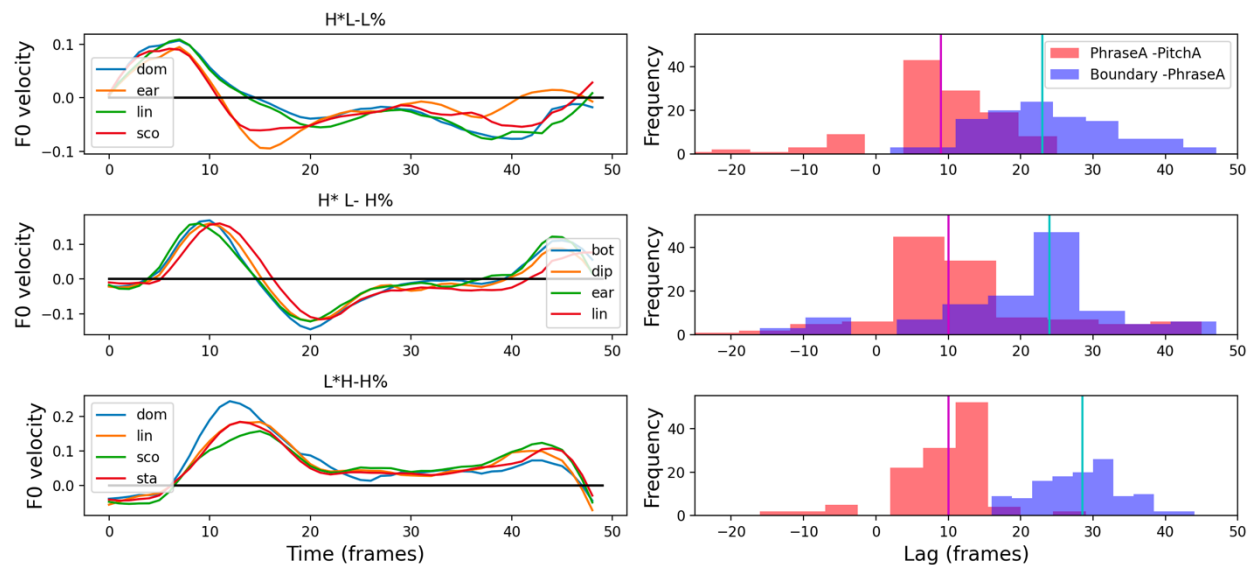 H*L-L%
F0 velocity
0.1
0.0
−0.1
dom
ear
lin
sco
0 10 20 30 40 50
Frequency
40
20
0
PhraseA -PitchA
Boundary -PhraseA
−20 −10 0 10 20 30 40 50
H* L- H%
F0 velocity
0.1
0.0
−0.1
bot
dip
ear
lin
0 10 20 30 40 50
Frequency
40
20
0
−20 −10 0 10 20 30 40 50
L*H-H%
F0 velocity
0.2
0.1
0.0
dom
lin
sco
sta
0 10 20 30 40 50
Time (frames)
Frequency
40
20
0
−20 −10 0 10 20 30 40 50
Lag (frames)